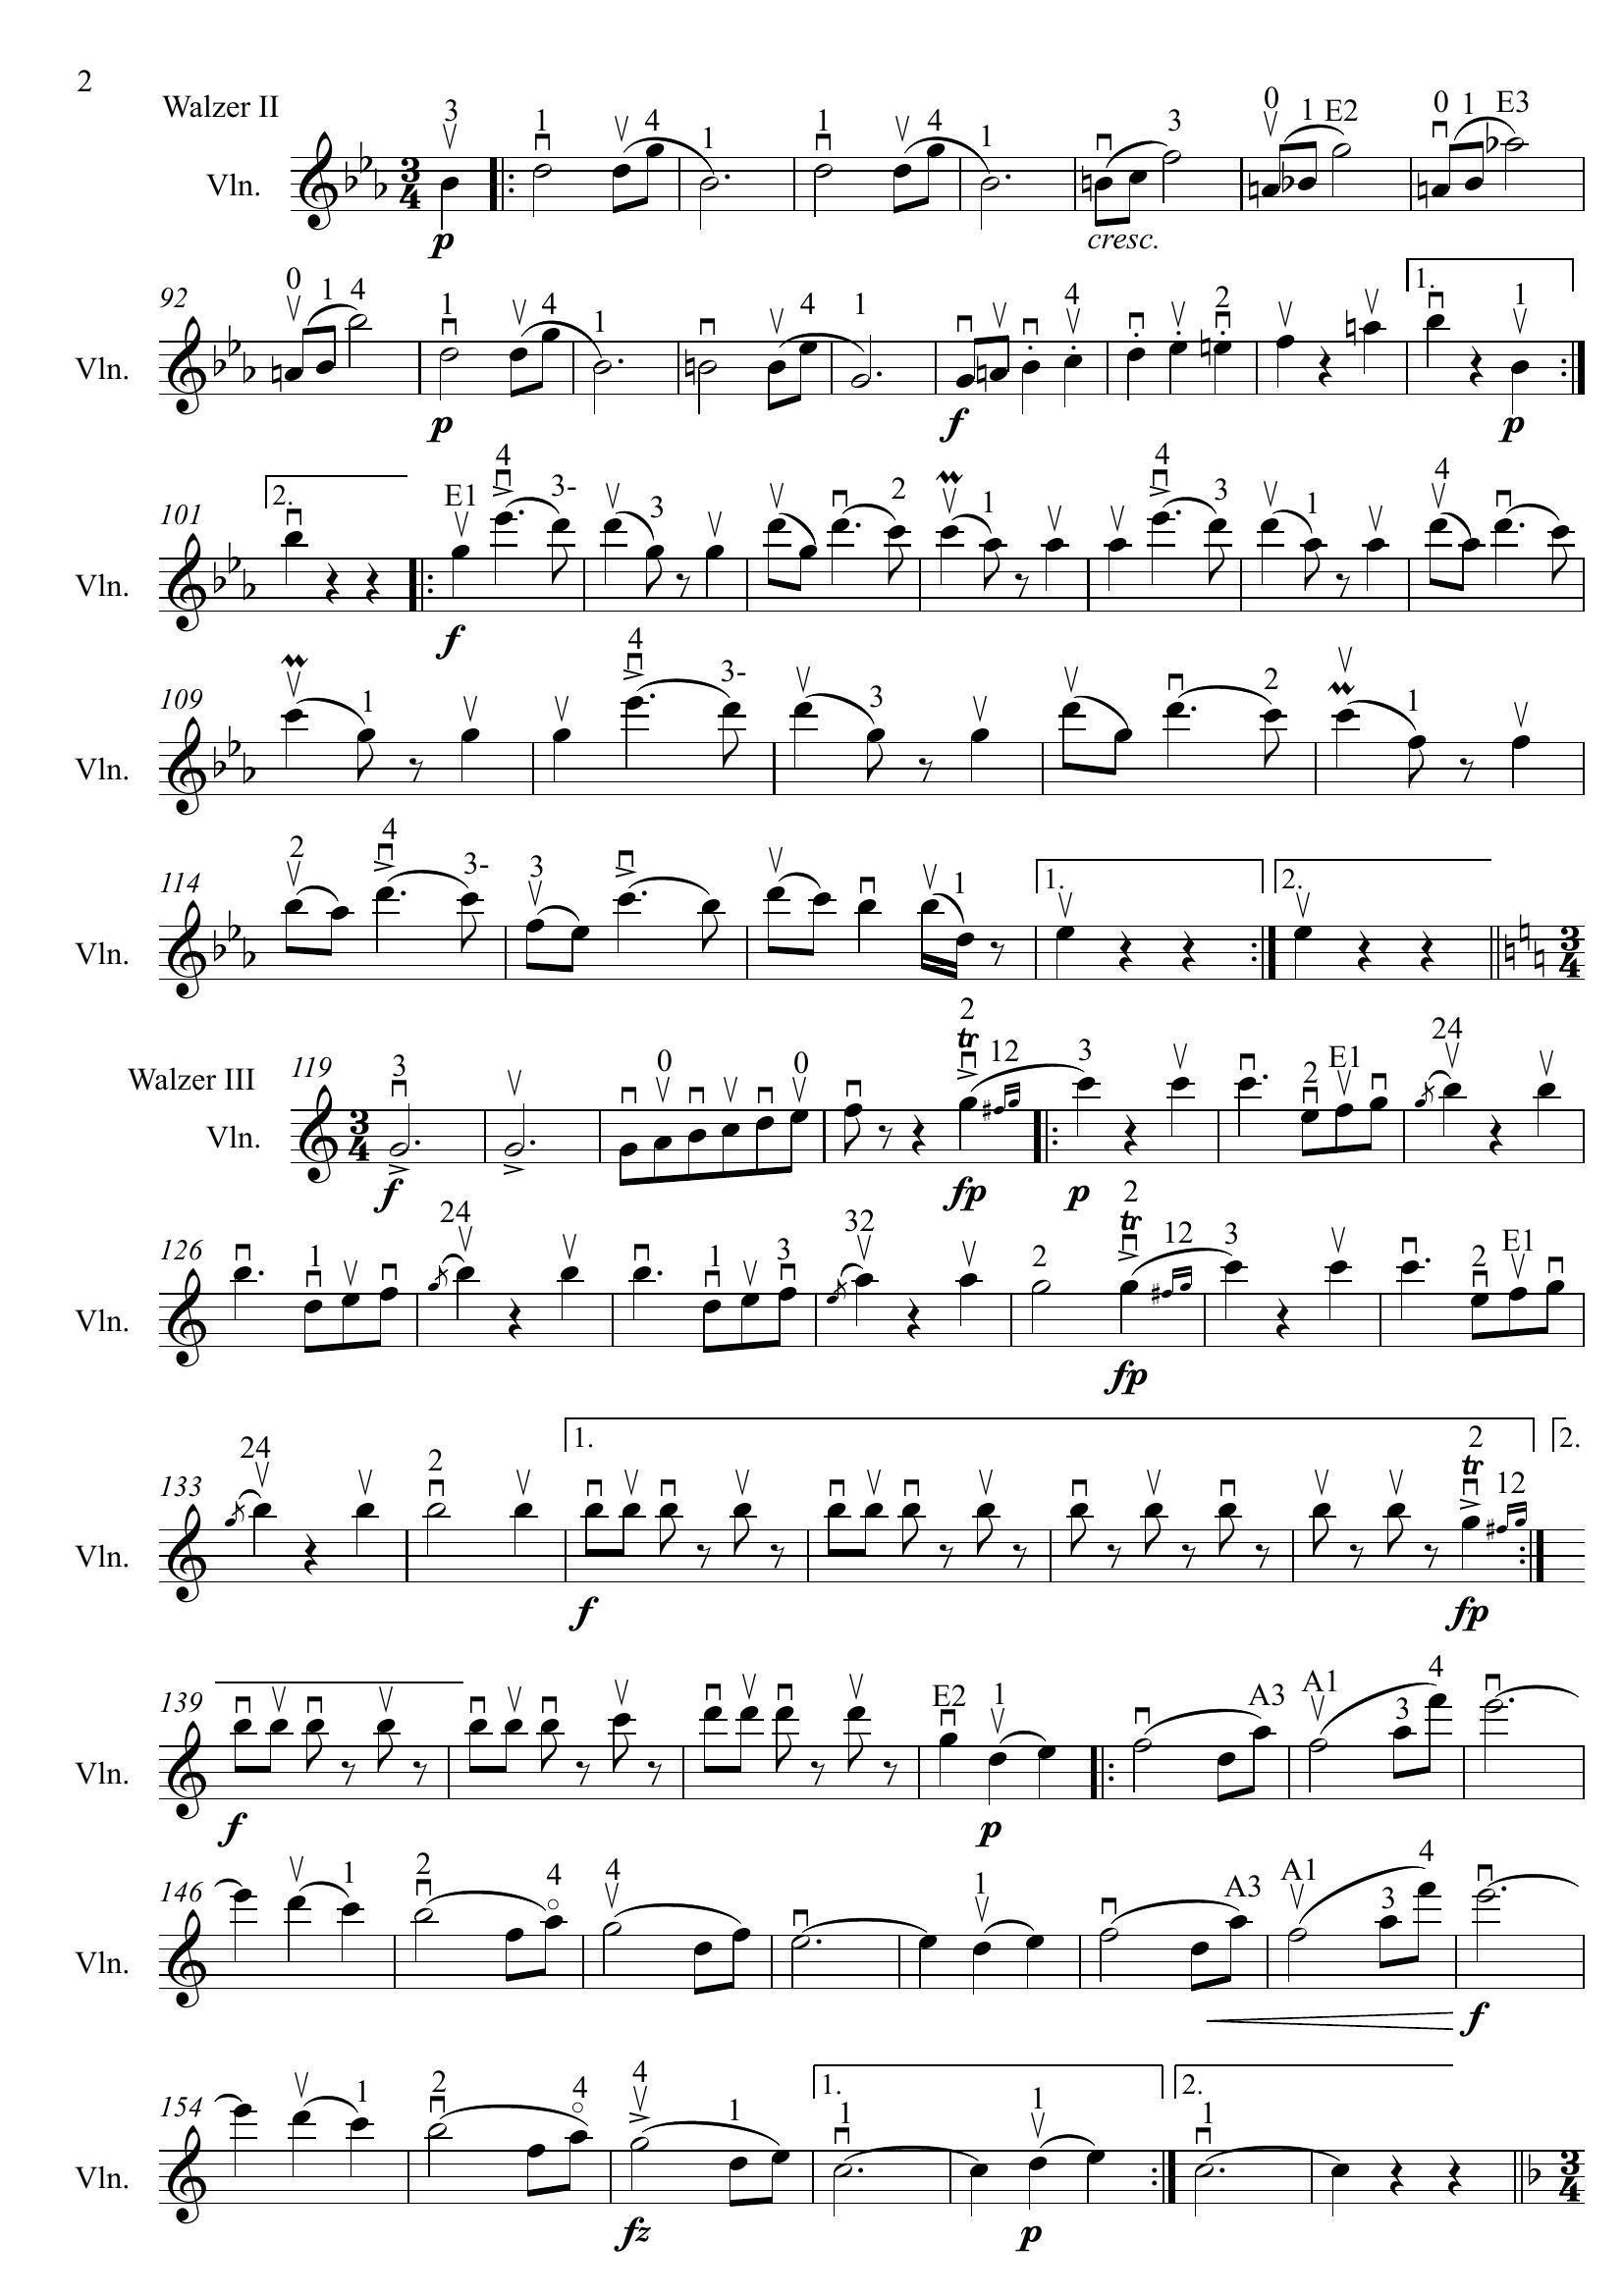 2
Walzer II
3 1 4 1 1 4 1 3 0 1 E2 0 1 E3
Vln.
p cresc.
92 0 1 4 1 4 1 4 1 4 2 1. 1
Vln.
p f p
101 2. E1 4 3- 3 2 1 4 3 1 4
Vln.
f
109 1 4 3- 3 2 1
Vln.
114 2 4 3- 3 1 1. 2.
Vln.
Walzer III 119 3 0 0 2 tr 12 3 2 E1 24
Vln.
f fp p
126 1 24 1 3 32 2 2 tr 12 3 2 E1
Vln.
fp
133 24 2 1. 2 tr 12 2.
Vln.
f fp
139 E2 1 A3 A1 3 4
Vln.
f p
146 1 2 4 4 1 A3 A1 3 4
Vln.
f
154 1 2 4 4 1 1. 1 1 2. 1
Vln.
fz p